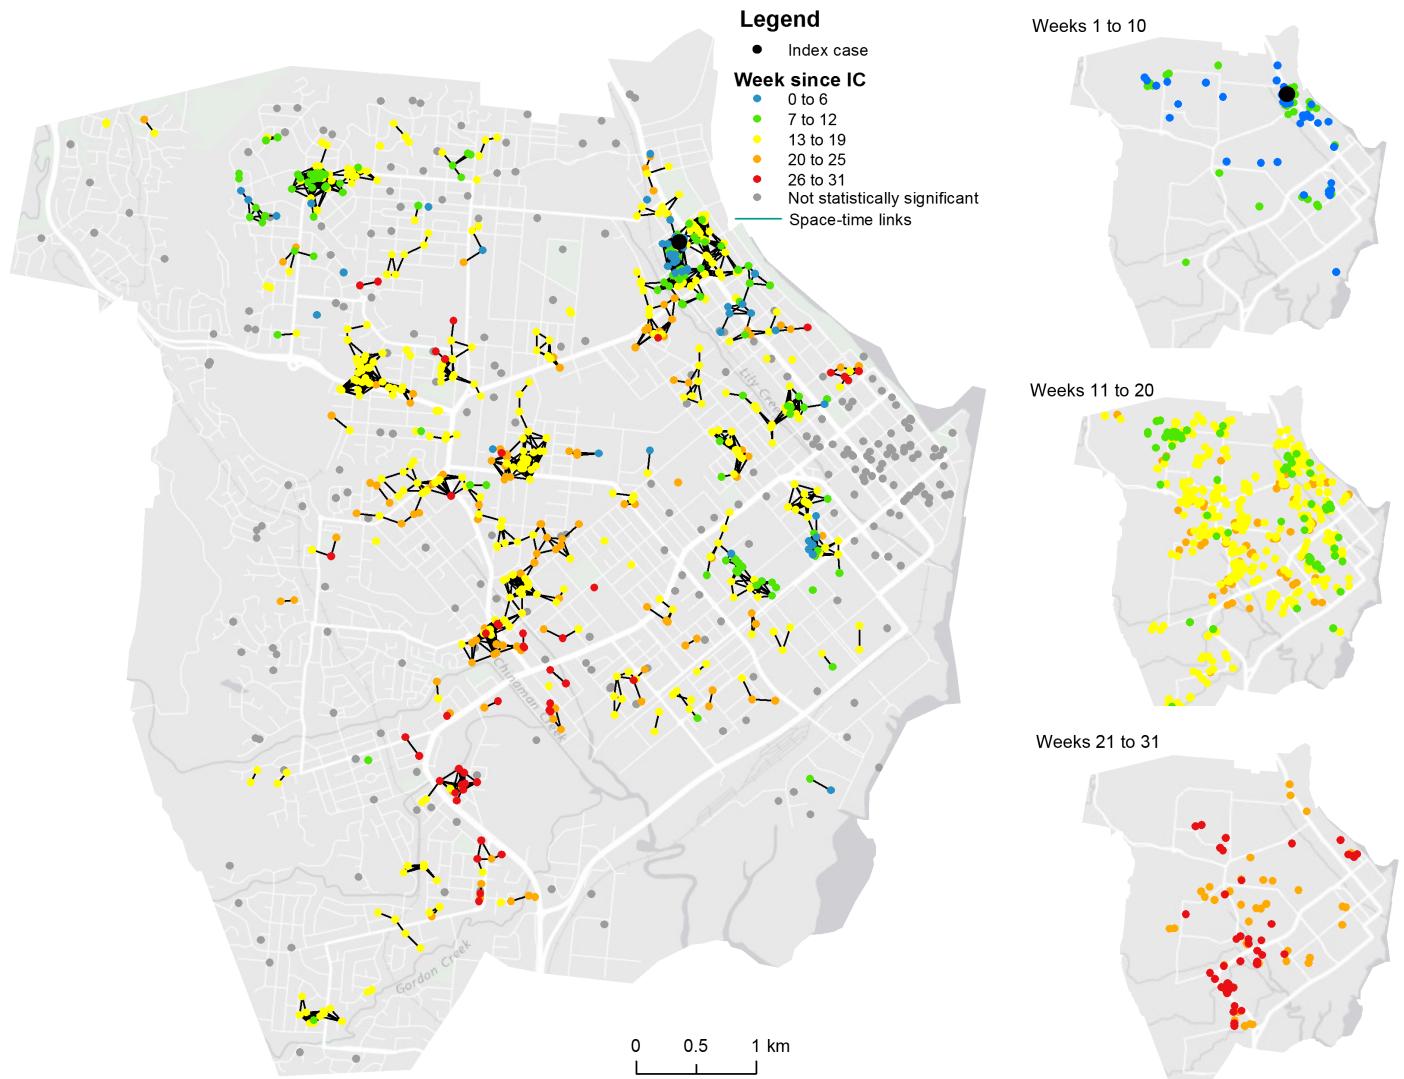 Legend
Index case
Week since IC
0 to 6
7 to 12
13 to 19
20 to 25
26 to 31
Not statistically significant
Space-time links
Weeks 1 to 10
Weeks 11 to 20
Weeks 21 to 31
Lily Creek
Chinaman Creek
Gordon Creek
0 0.5 1 km